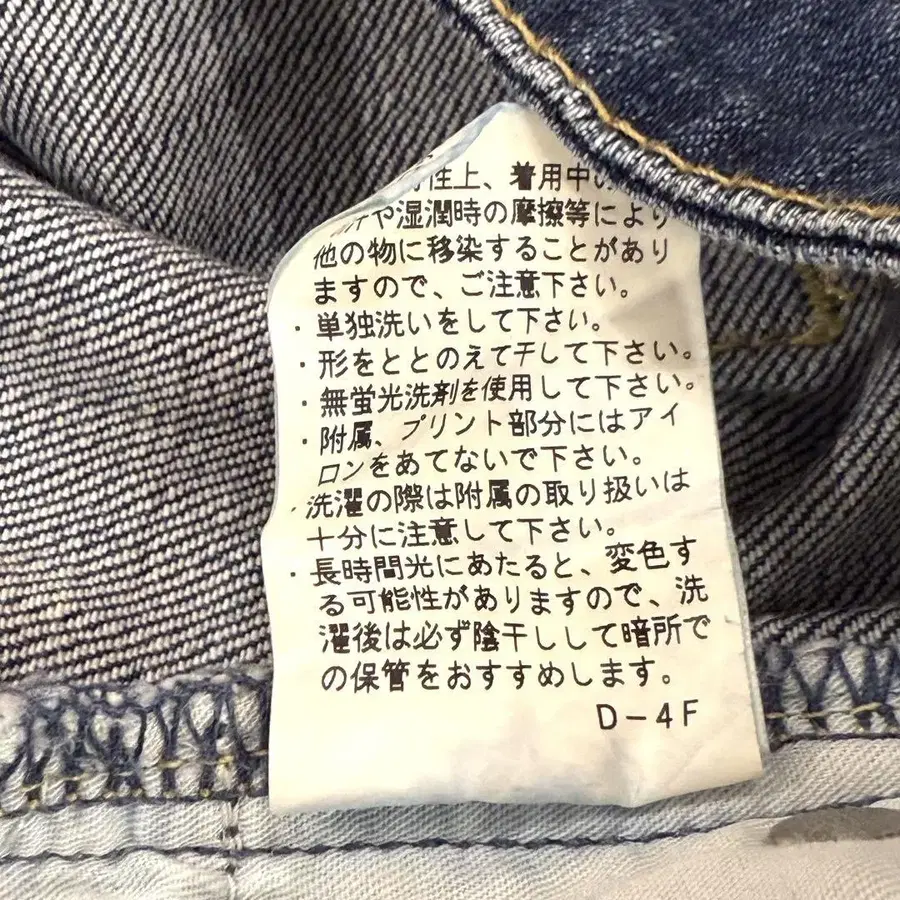 性上、着用中の
や湿潤時の摩擦等により
他の物に移染することがあり
ますので、ご注意下さい。
・単独洗いをして下さい。
・形をととのえて干して下さい。
・無蛍光洗剤を使用して下さい。
・附属、プリント部分にはアイ
ロンをあてないで下さい。
洗濯の際は附属の取り扱いは
十分に注意して下さい。
・長時間光にあたると、変色す
る可能性がありますので、洗
濯後は必ず陰干しして暗所で
の保管をおすすめします。
D-4F